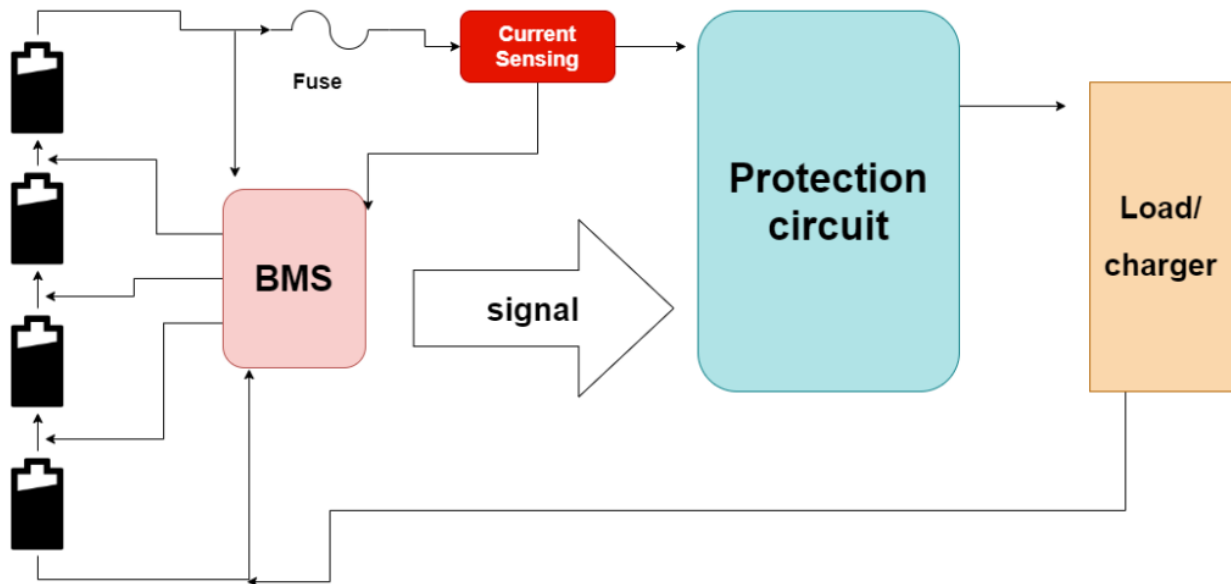 Current
Sensing
Fuse
Protection
circuit
Load/
charger
BMS
signal